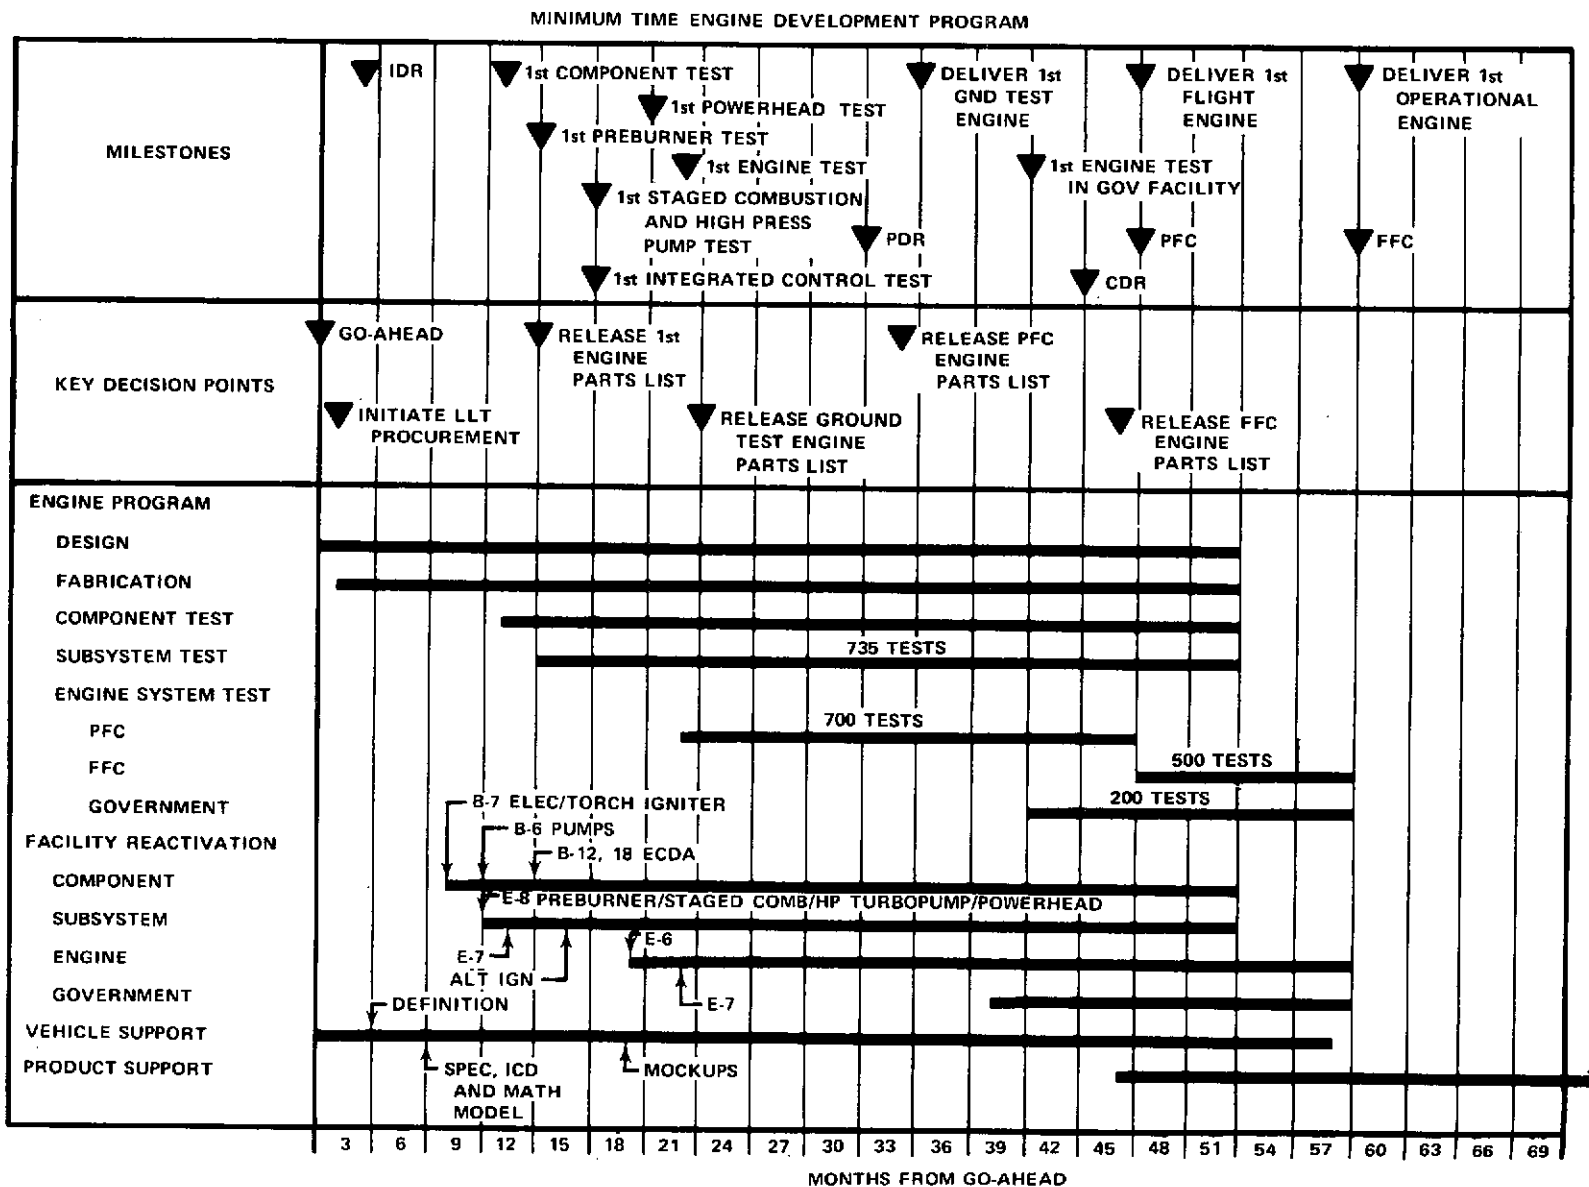 MINIMUM TIME ENGINE DEVELOPMENT PROGRAM
MILESTONES
IDR
1st COMPONENT TEST
1st POWERHEAD TEST
1st PREBURNER TEST
1st ENGINE TEST
1st STAGED COMBUSTION
AND HIGH PRESS
PUMP TEST
1st INTEGRATED CONTROL TEST
PDR
DELIVER 1st
GND TEST
ENGINE
1st ENGINE TEST
IN GOV FACILITY
CDR
DELIVER 1st
FLIGHT
ENGINE
PFC
DELIVER 1st
OPERATIONAL
ENGINE
FFC
KEY DECISION POINTS
GO-AHEAD
INITIATE LLT
PROCUREMENT
RELEASE 1st
ENGINE
PARTS LIST
RELEASE GROUND
TEST ENGINE
PARTS LIST
RELEASE PFC
ENGINE
PARTS LIST
RELEASE FFC
ENGINE
PARTS LIST
ENGINE PROGRAM
DESIGN
FABRICATION
COMPONENT TEST
SUBSYSTEM TEST
735 TESTS
ENGINE SYSTEM TEST
PFC
700 TESTS
FFC
500 TESTS
GOVERNMENT
200 TESTS
B-7 ELEC/TORCH IGNITER
B-6 PUMPS
FACILITY REACTIVATION
B-12, 18 ECDA
COMPONENT
E-8 PREBURNER/STAGED COMB/HP TURBOPUMP/POWERHEAD
SUBSYSTEM
E-6
ENGINE
E-7
ALT IGN
GOVERNMENT
DEFINITION
E-7
VEHICLE SUPPORT
PRODUCT SUPPORT
SPEC, ICD
AND MATH
MODEL
MOCKUPS
3 6 9 12 15 18 21 24 27 30 33 36 39 42 45 48 51 54 57 60 63 66 69
MONTHS FROM GO-AHEAD